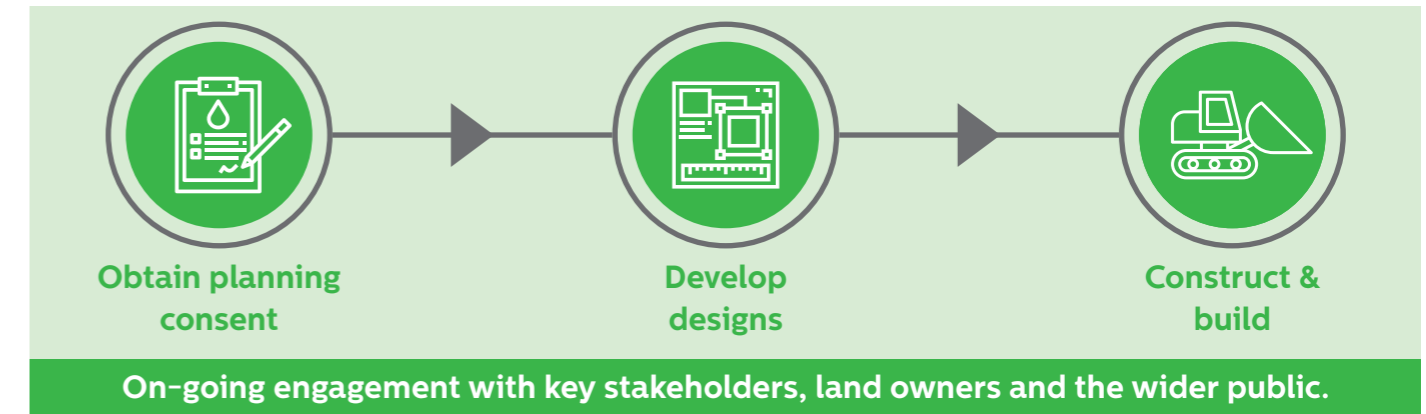 Obtain planning
consent
Develop
designs
Construct &
build
On-going engagement with key stakeholders, land owners and the wider public.